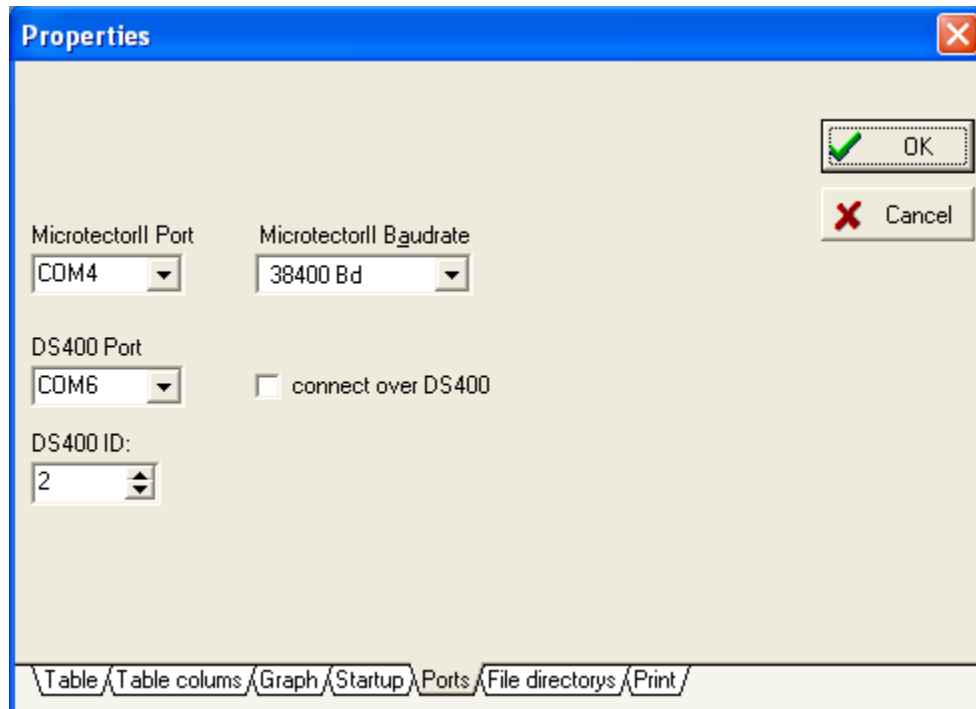 Properties
OK
Cancel
MicrotectorII Port
MicrotectorII Baudrate
COM4
38400 Bd
DS400 Port
COM6
connect over DS400
DS400 ID:
2
Table
Table colums
Graph
Startup
Ports
File directorys
Print